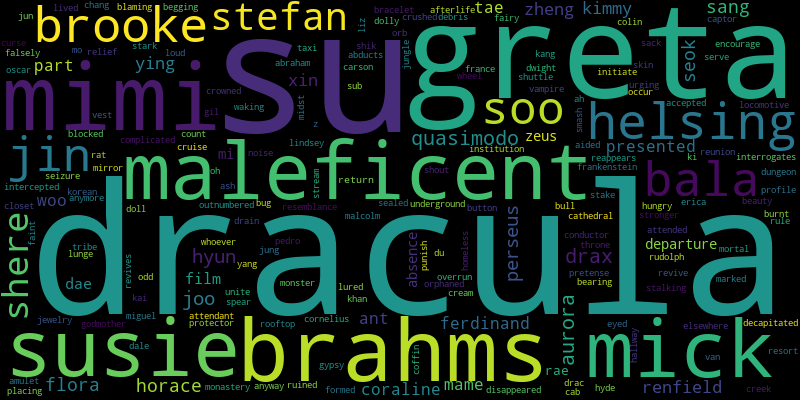 jun lived chang blaming begging
brooke stefan
liz dolly crushed debris afterlife tae fairy zheng kimmy colin sang captor
curse mo relief stark loud
falsely part ying
taxi bracelet orb jungle
greta
abraham shik
kang dwight france shuttle sack encourage serve
oscar abducts carson
mimi su
xin crowned gil waking sub midst
wheel vampire initiate skin urging occur seok
vest soo ah accepted locomotive
blocked complicated count cruise lindsey
quasimodo zeus smash helsing
jin rat mirror mi noise stream
institution aided presented ki reunion
seizure oh maleficent reappears interrogates
frankenstein dungeon
intercepted korean ash bug return
shout stake bala profile
woo anymore doll outnumbered resemblance sealed underground button bull hungry erica stronger beauty
closet drain malcolm cathedral burnt
shere faint tribe lunge whoever pedro
dracula
homeless perseus conductor attended rule
hyun yang jung absence punish du throne departure mortal
revives odd film monster lured overrun drax pretense rudolph revive
dae kai unite khan orphaned cream bearing stalking marked
jewelry miguel joo spear
godmother attendant rooftop cornelius ant ferdinand aurora eyed elsewhere decapitated
dale protector
susie brahms mick
hallway van resort
amulet gypsy coffin rae
placing flora horace monastery anyway ruined formed coraline mame disappeared drac cab hyde renfield creek